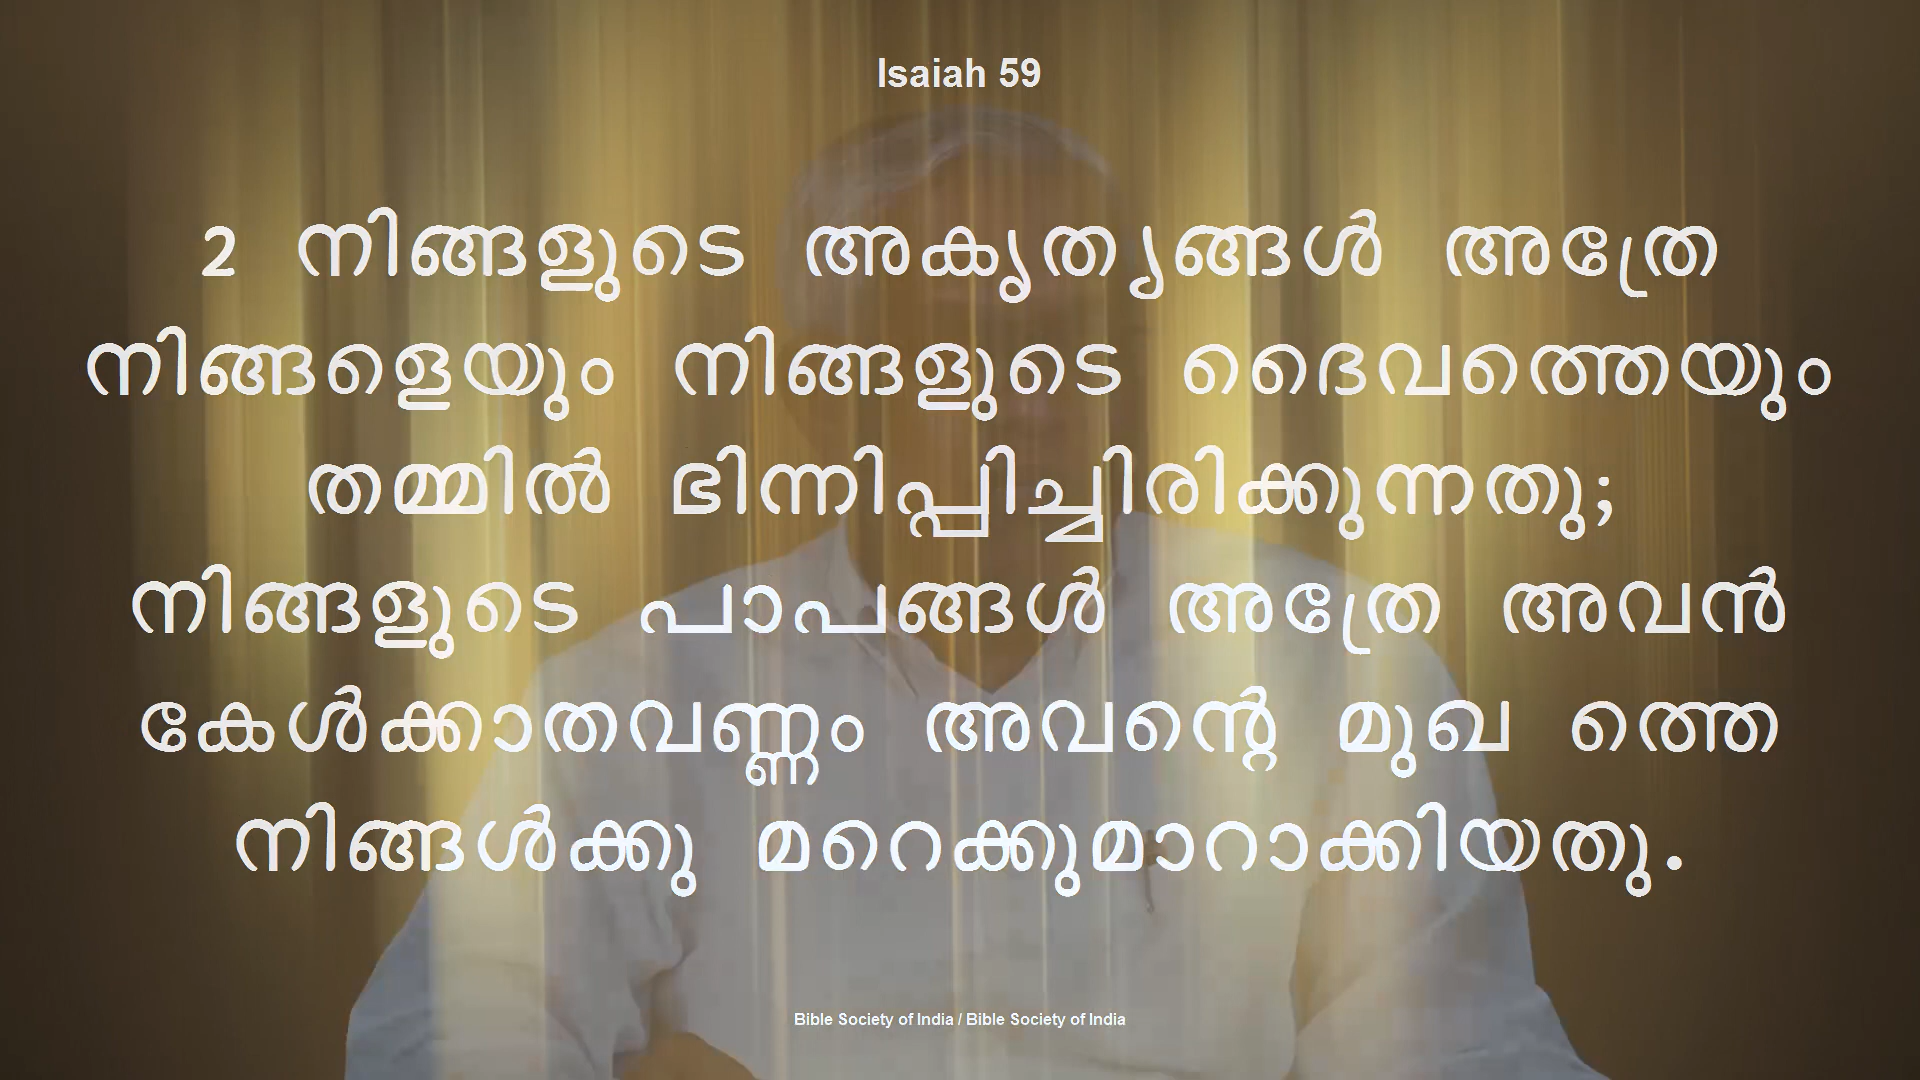 Isaiah 59
2 നിങ്ങളുടെ അകൃത്യങ്ങൾ അത്രേ
നിങ്ങളെയും നിങ്ങളുടെ ദൈവത്തെയും
തമ്മിൽ ഭിന്നിപ്പിച്ചിരിക്കുന്നതു;
നിങ്ങളുടെ പാപങ്ങൾ അത്രേ അവൻ
കേൾക്കാതവണ്ണം അവന്റെ മുഖ ത്തെ
നിങ്ങൾക്കു മറെക്കുമാറാക്കിയതു.
Bible Society of India / Bible Society of India